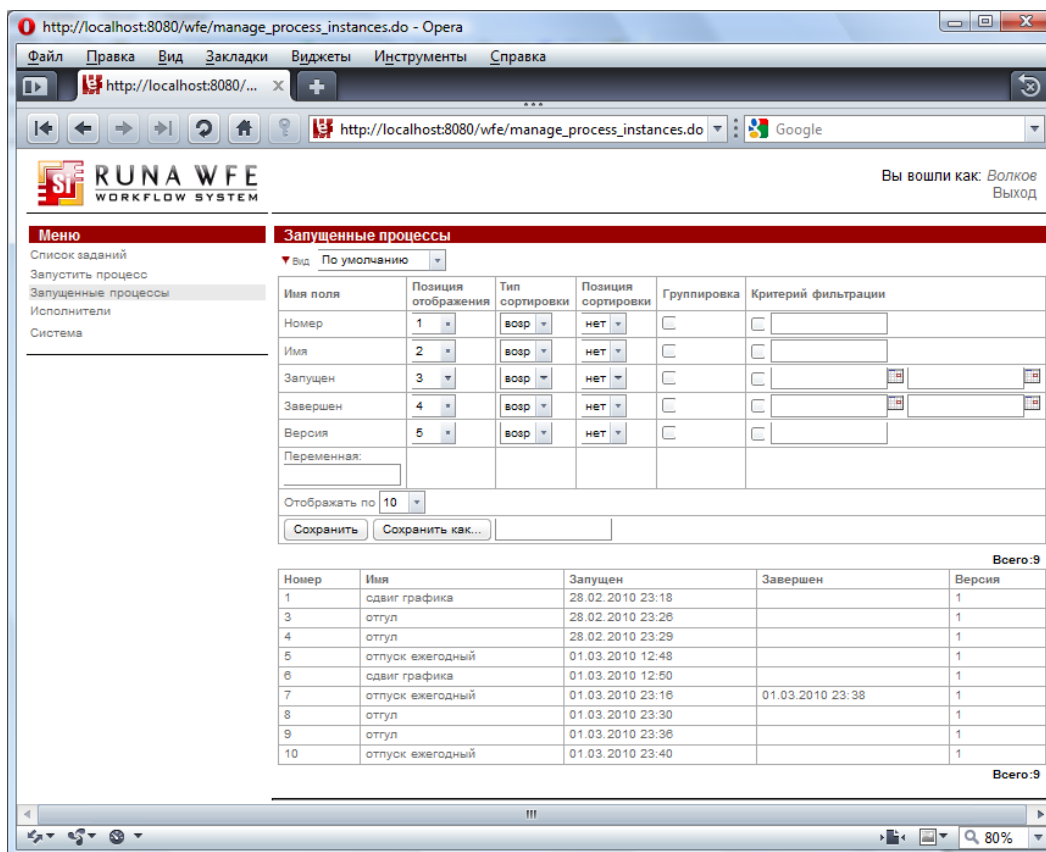 http://localhost:8080/wfe/manage_process_instances.do - Opera
Файл Правка Вид Закладки Виджеты Инструменты Справка
http://localhost:8080/...
http://localhost:8080/wfe/manage_process_instances.do Google
Si RUNA WFE
WORKFLOW SYSTEM
Вы вошли как: Волков
Выход
Меню
Список заданий
Запустить процесс
Запущенные процессы
Исполнители
Система
Запущенные процессы
Вид По умолчанию
Имя поля Позиция отображения Тип сортировки Позиция сортировки Группировка Критерий фильтрации
Номер 1 возр нет
Имя 2 возр нет
Запущен 3 возр нет
Завершен 4 возр нет
Версия 5 возр нет
Переменная:
Отображать по 10
Сохранить Сохранить как...
Всего:9
Номер Имя Запущен Завершен Версия
1 сдвиг графика 28.02.2010 23:18 1
3 отгул 28.02.2010 23:26 1
4 отгул 28.02.2010 23:29 1
5 отпуск ежегодный 01.03.2010 12:48 1
6 сдвиг графика 01.03.2010 12:50 1
7 отпуск ежегодный 01.03.2010 23:16 01.03.2010 23:38 1
8 отгул 01.03.2010 23:30 1
9 отгул 01.03.2010 23:36 1
10 отпуск ежегодный 01.03.2010 23:40 1
Всего:9
80%